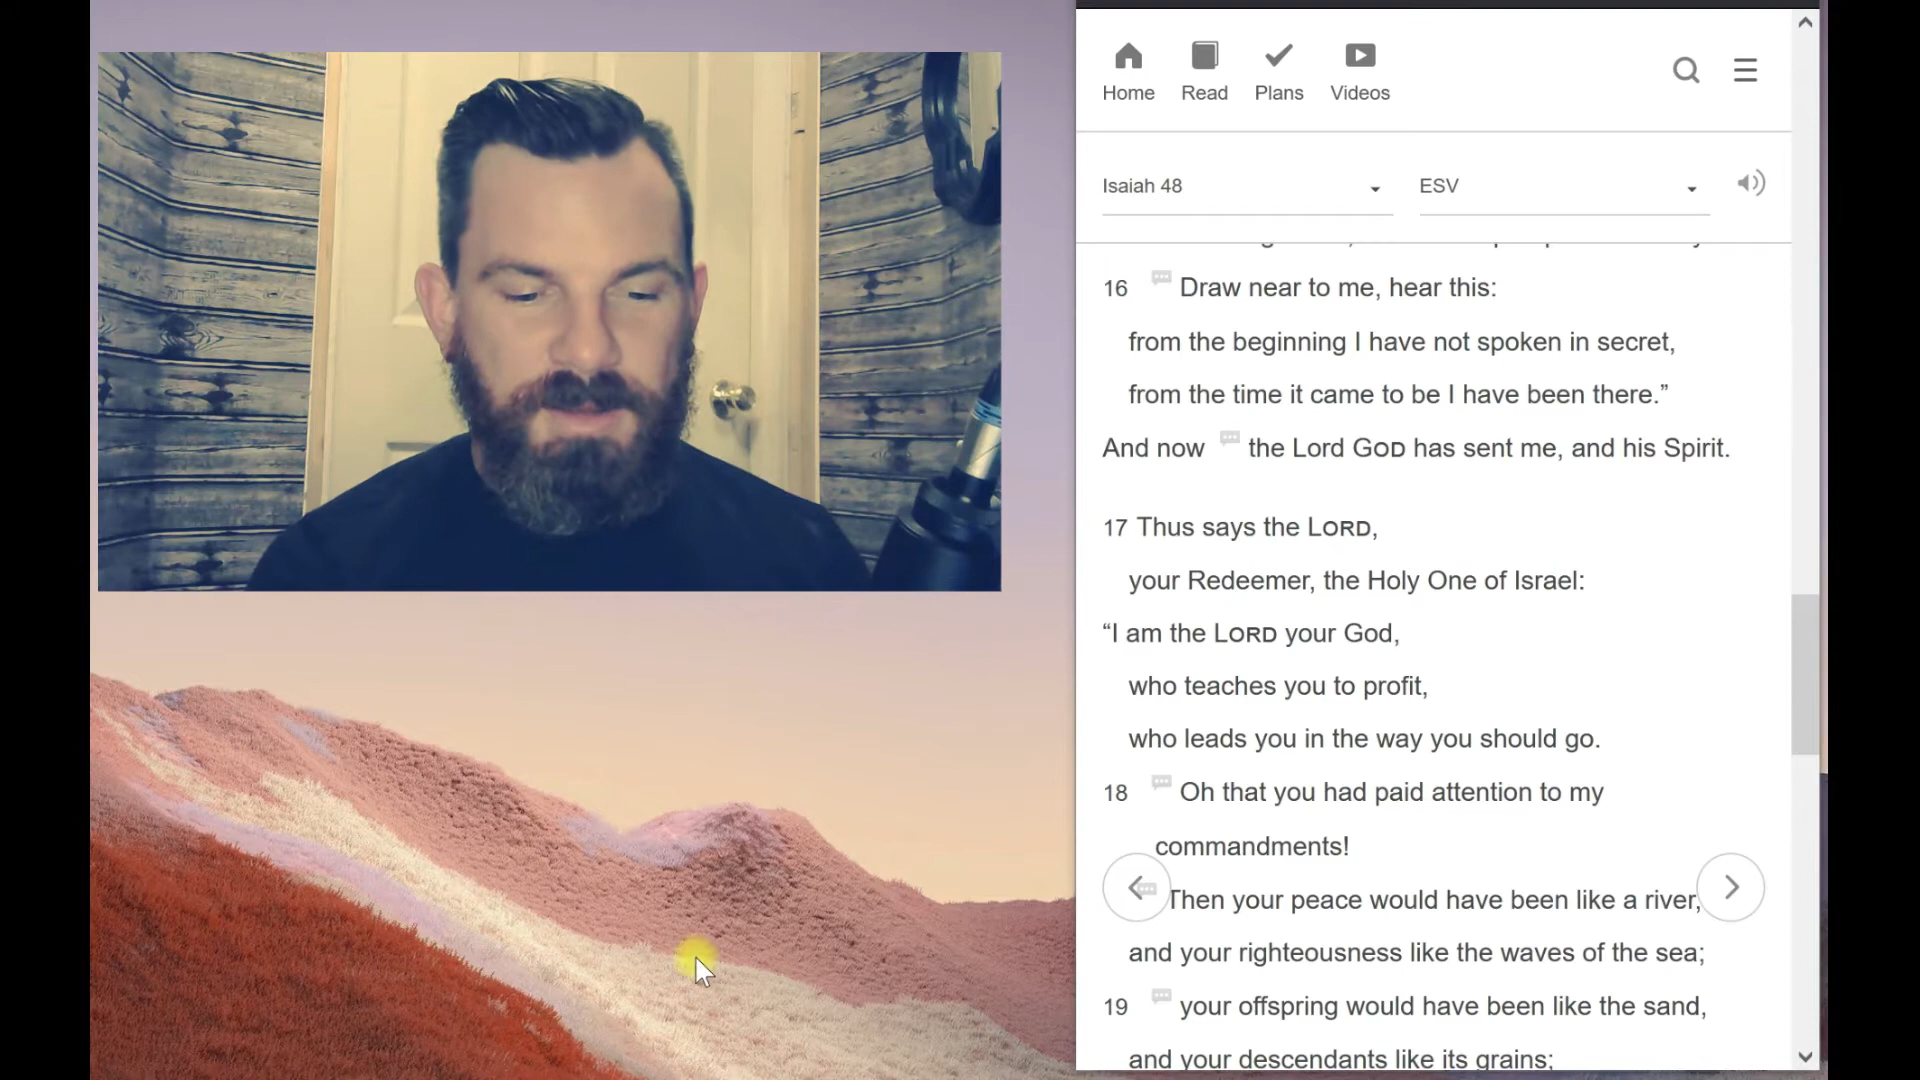 Home Read Plans Videos
Isaiah 48 ESV
16 Draw near to me, hear this:
from the beginning I have not spoken in secret,
from the time it came to be I have been there.”
And now the Lord GOD has sent me, and his Spirit.
17 Thus says the LORD,
your Redeemer, the Holy One of Israel:
“I am the LORD your God,
who teaches you to profit,
who leads you in the way you should go.
18 Oh that you had paid attention to my
commandments!
Then your peace would have been like a river,
and your righteousness like the waves of the sea;
19 your offspring would have been like the sand,
and your descendants like its grains;